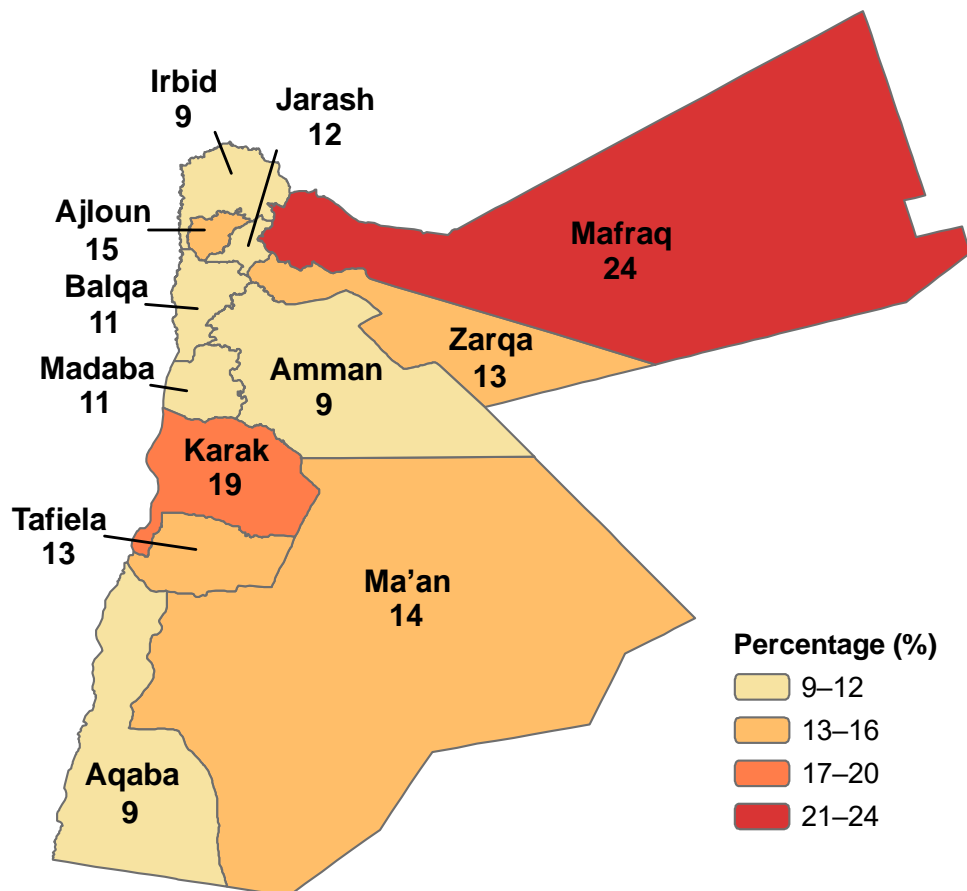 Irbid
9
Jarash
12
Ajloun
15
Mafraq
24
Balqa
11
Zarqa
13
Madaba
11
Amman
9
Karak
19
Tafiela
13
Ma’an
14
Aqaba
9
Percentage (%)
9–12
13–16
17–20
21–24